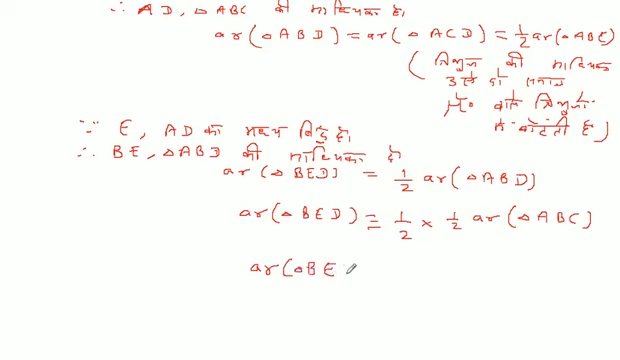 ∴ AD, △ABC की माध्यिका है।
ar(△ABD) = ar(△ACD) = 1/2 ar(△ABC)
(त्रिभुज की माध्यिका
उसे दो समान
में बांटती है)
∵ E, AD का मध्य बिंदु है।
∴ BE, △ABD की माध्यिका है
ar(△BED) = 1/2 ar(△ABD)
ar(△BED) = 1/2 × 1/2 ar(△ABC)
ar(△BE